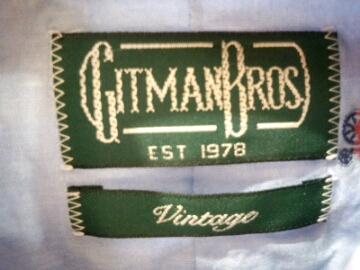 GITMAN BROS.
EST 1978
Vintage